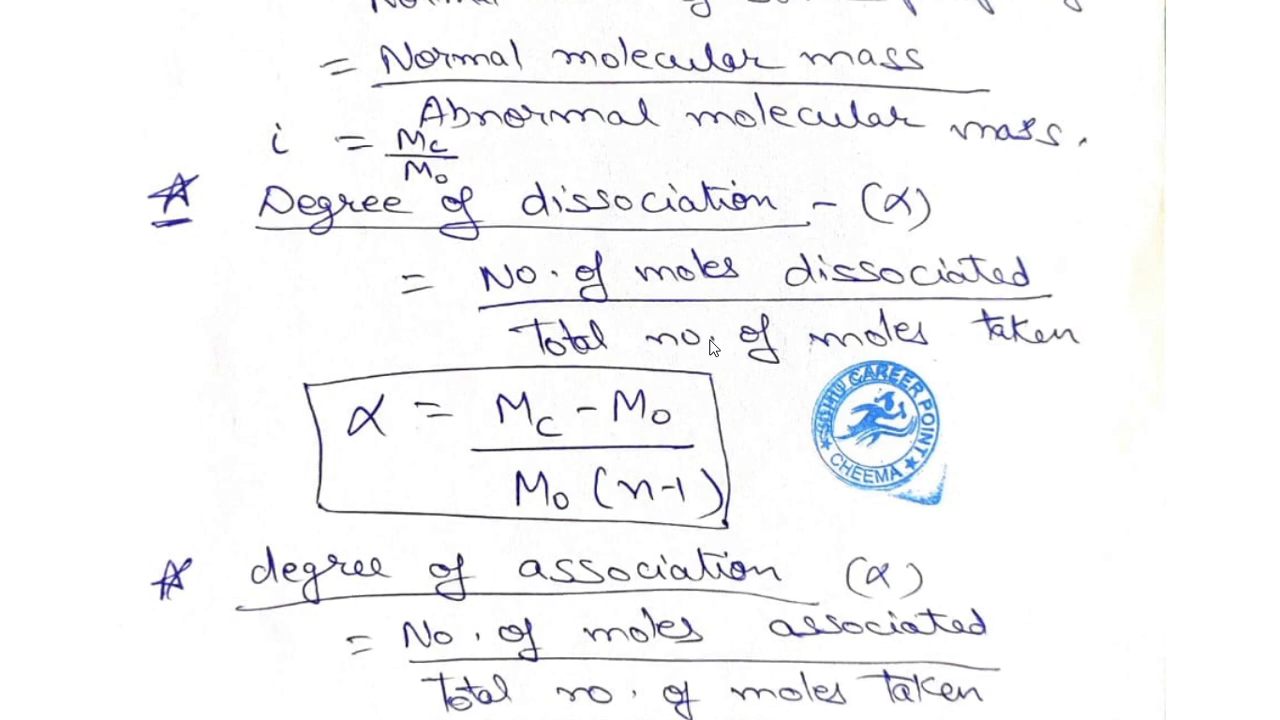 = Normal molecular mass
Abnormal molecular mass.
i = Mc
Mo
Degree of dissociation - (α)
= No. of moles dissociated
Total no. of moles taken
α = Mc - Mo
Mo (n-1)
SIDHU CAREER POINT
CHEEMA
degree of association (α)
= No. of moles associated
Total no. of moles Taken